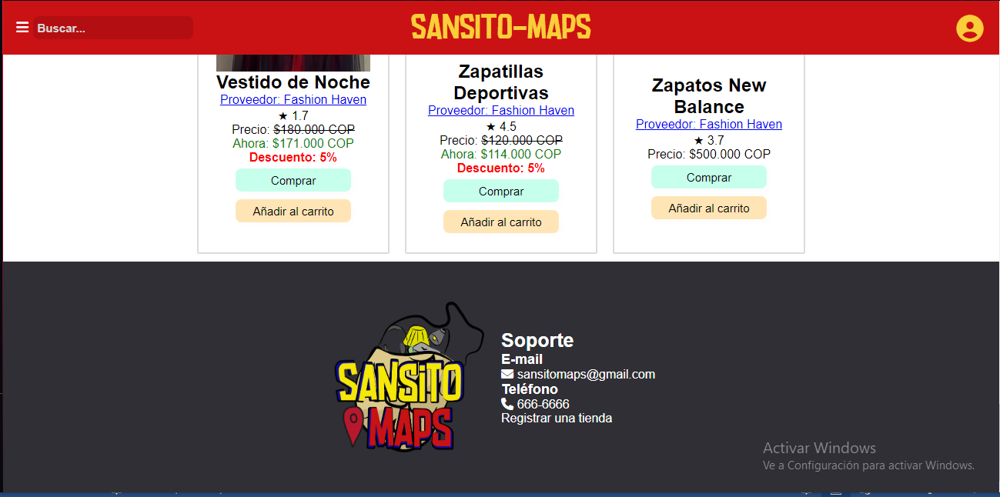 Buscar...
SANSITO-MAPS
Vestido de Noche
Proveedor: Fashion Haven
★ 1.7
Precio: $180.000 COP
Ahora: $171.000 COP
Descuento: 5%
Comprar
Añadir al carrito
Zapatillas
Deportivas
Proveedor: Fashion Haven
★ 4.5
Precio: $120.000 COP
Ahora: $114.000 COP
Descuento: 5%
Comprar
Añadir al carrito
Zapatos New
Balance
Proveedor: Fashion Haven
★ 3.7
Precio: $500.000 COP
Comprar
Añadir al carrito
SANSiTO
MAPS
Soporte
E-mail
sansitomaps@gmail.com
Teléfono
666-6666
Registrar una tienda
Activar Windows
Ve a Configuración para activar Windows.